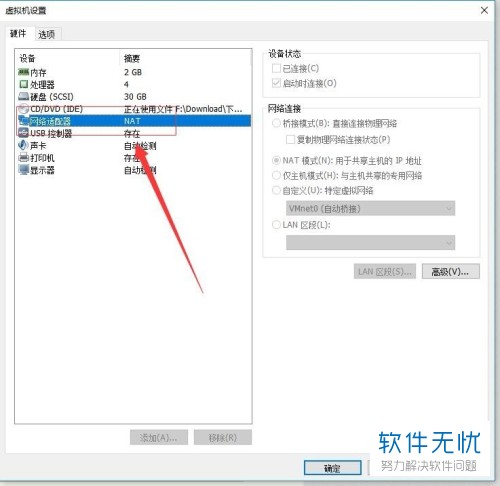 虚拟机设置
硬件 选项
设备 摘要
内存 2 GB
处理器 4
硬盘 (SCSI) 30 GB
CD/DVD (IDE) 正在使用文件 F:\Download\下...
网络适配器 NAT
USB 控制器 存在
声卡 自动检测
打印机 存在
显示器 自动检测
添加(A)... 移除(R)
设备状态
已连接(C)
启动时连接(O)
网络连接
桥接模式(B): 直接连接物理网络
复制物理网络连接状态(P)
NAT 模式(N): 用于共享主机的 IP 地址
仅主机模式(H): 与主机共享的专用网络
自定义(U): 特定虚拟网络
VMnet0 (自动桥接)
LAN 区段(L):
LAN 区段(S)... 高级(V)...
确定
软件无忧
努力解决软件问题